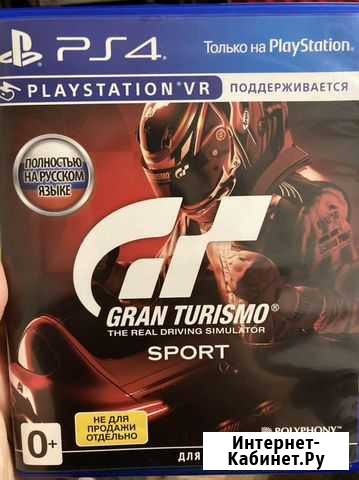 PS4
Только на PlayStation
PLAYSTATION®VR ПОДДЕРЖИВАЕТСЯ
ПОЛНОСТЬЮ
НА РУССКОМ
ЯЗЫКЕ
GT
GRAN TURISMO®
THE REAL DRIVING SIMULATOR
SPORT
НЕ ДЛЯ
ПРОДАЖИ
ОТДЕЛЬНО
0+
POLYPHONY
ДЛЯ
Интернет-
Кабинет.Ру